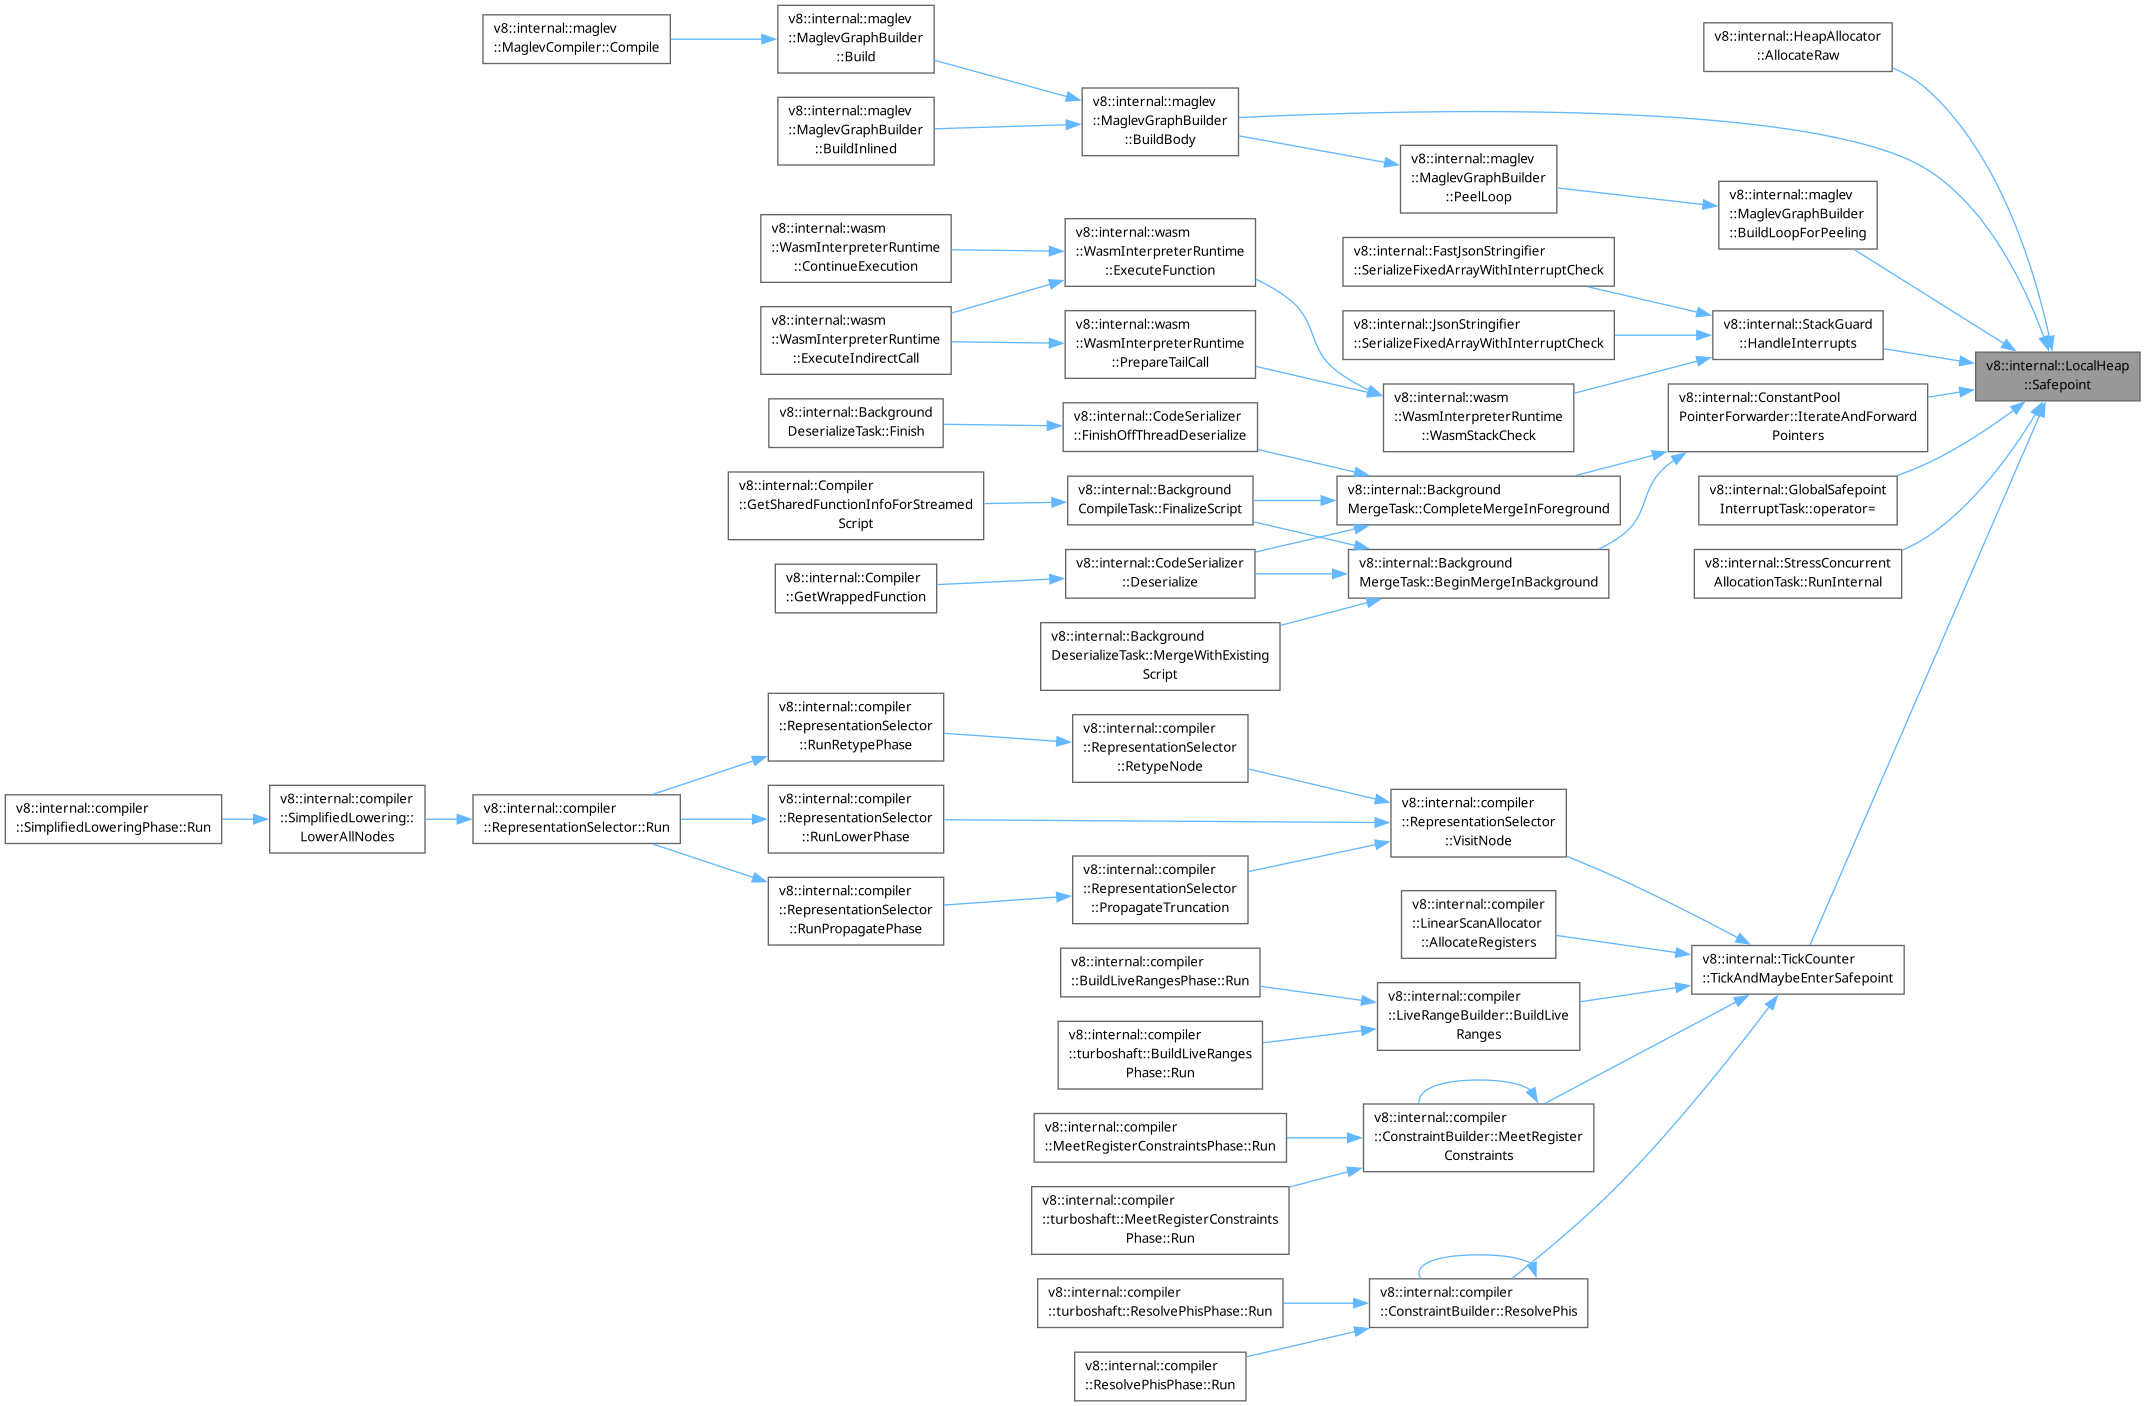 v8::internal::maglev
::MaglevCompiler::Compile
v8::internal::maglev
::MaglevGraphBuilder
::Build
v8::internal::maglev
::MaglevGraphBuilder
::BuildInlined
v8::internal::maglev
::MaglevGraphBuilder
::BuildBody
v8::internal::HeapAllocator
::AllocateRaw
v8::internal::maglev
::MaglevGraphBuilder
::PeelLoop
v8::internal::maglev
::MaglevGraphBuilder
::BuildLoopForPeeling
v8::internal::wasm
::WasmInterpreterRuntime
::ContinueExecution
v8::internal::wasm
::WasmInterpreterRuntime
::ExecuteFunction
v8::internal::FastJsonStringifier
::SerializeFixedArrayWithInterruptCheck
v8::internal::wasm
::WasmInterpreterRuntime
::ExecuteIndirectCall
v8::internal::wasm
::WasmInterpreterRuntime
::PrepareTailCall
v8::internal::JsonStringifier
::SerializeFixedArrayWithInterruptCheck
v8::internal::StackGuard
::HandleInterrupts
v8::internal::LocalHeap
::Safepoint
v8::internal::Background
DeserializeTask::Finish
v8::internal::CodeSerializer
::FinishOffThreadDeserialize
v8::internal::wasm
::WasmInterpreterRuntime
::WasmStackCheck
v8::internal::ConstantPool
PointerForwarder::IterateAndForward
Pointers
v8::internal::Compiler
::GetSharedFunctionInfoForStreamed
Script
v8::internal::Background
CompileTask::FinalizeScript
v8::internal::Background
MergeTask::CompleteMergeInForeground
v8::internal::GlobalSafepoint
InterruptTask::operator=
v8::internal::Compiler
::GetWrappedFunction
v8::internal::CodeSerializer
::Deserialize
v8::internal::Background
MergeTask::BeginMergeInBackground
v8::internal::StressConcurrent
AllocationTask::RunInternal
v8::internal::Background
DeserializeTask::MergeWithExisting
Script
v8::internal::compiler
::RepresentationSelector
::RunRetypePhase
v8::internal::compiler
::RepresentationSelector
::RetypeNode
v8::internal::compiler
::SimplifiedLoweringPhase::Run
v8::internal::compiler
::SimplifiedLowering::
LowerAllNodes
v8::internal::compiler
::RepresentationSelector::Run
v8::internal::compiler
::RepresentationSelector
::RunLowerPhase
v8::internal::compiler
::RepresentationSelector
::VisitNode
v8::internal::compiler
::RepresentationSelector
::RunPropagatePhase
v8::internal::compiler
::RepresentationSelector
::PropagateTruncation
v8::internal::compiler
::LinearScanAllocator
::AllocateRegisters
v8::internal::compiler
::BuildLiveRangesPhase::Run
v8::internal::TickCounter
::TickAndMaybeEnterSafepoint
v8::internal::compiler
::LiveRangeBuilder::BuildLive
Ranges
v8::internal::compiler
::turboshaft::BuildLiveRanges
Phase::Run
v8::internal::compiler
::MeetRegisterConstraintsPhase::Run
v8::internal::compiler
::ConstraintBuilder::MeetRegister
Constraints
v8::internal::compiler
::turboshaft::MeetRegisterConstraints
Phase::Run
v8::internal::compiler
::turboshaft::ResolvePhisPhase::Run
v8::internal::compiler
::ConstraintBuilder::ResolvePhis
v8::internal::compiler
::ResolvePhisPhase::Run